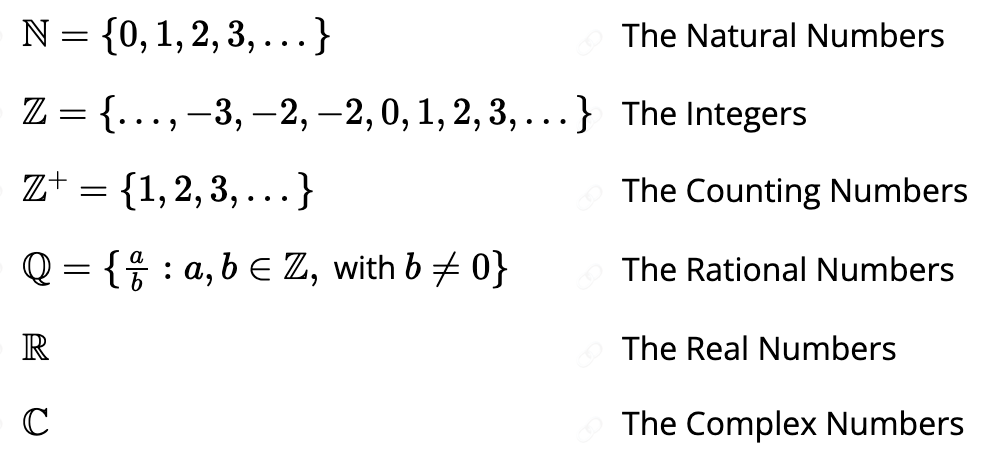 ℕ = {0, 1, 2, 3, . . . } The Natural Numbers
ℤ = {. . . , −3, −2, −2, 0, 1, 2, 3, . . . } The Integers
ℤ⁺ = {1, 2, 3, . . . } The Counting Numbers
ℚ = {a/b : a, b ∈ ℤ, with b ≠ 0} The Rational Numbers
ℝ The Real Numbers
ℂ The Complex Numbers